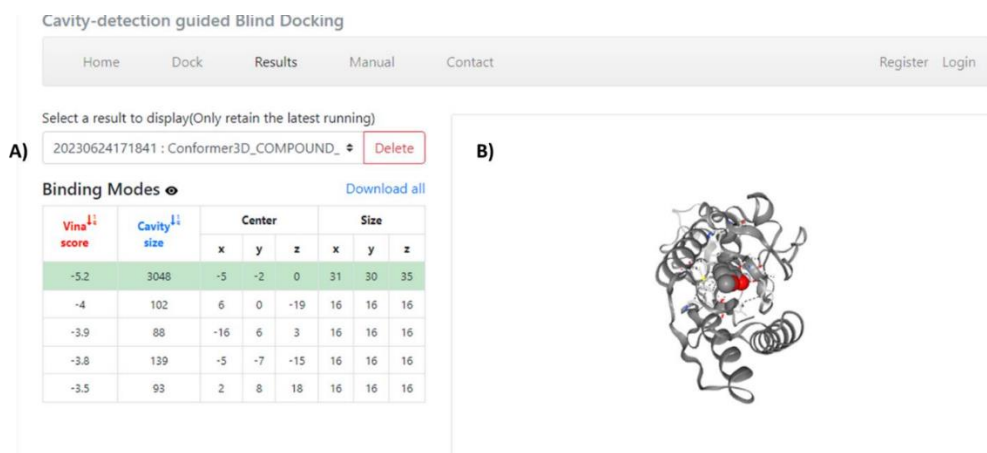 Cavity-detection guided Blind Docking
Home Dock Results Manual Contact Register Login
Select a result to display(Only retain the latest running)
A) 20230624171841 : Conformer3D_COMPOUND_ Delete
B)
Binding Modes Download all
Vina score Cavity size Center Size
x y z x y z
-5.2 3048 -5 -2 0 31 30 35
-4 102 6 0 -19 16 16 16
-3.9 88 -16 6 3 16 16 16
-3.8 139 -5 -7 -15 16 16 16
-3.5 93 2 8 18 16 16 16